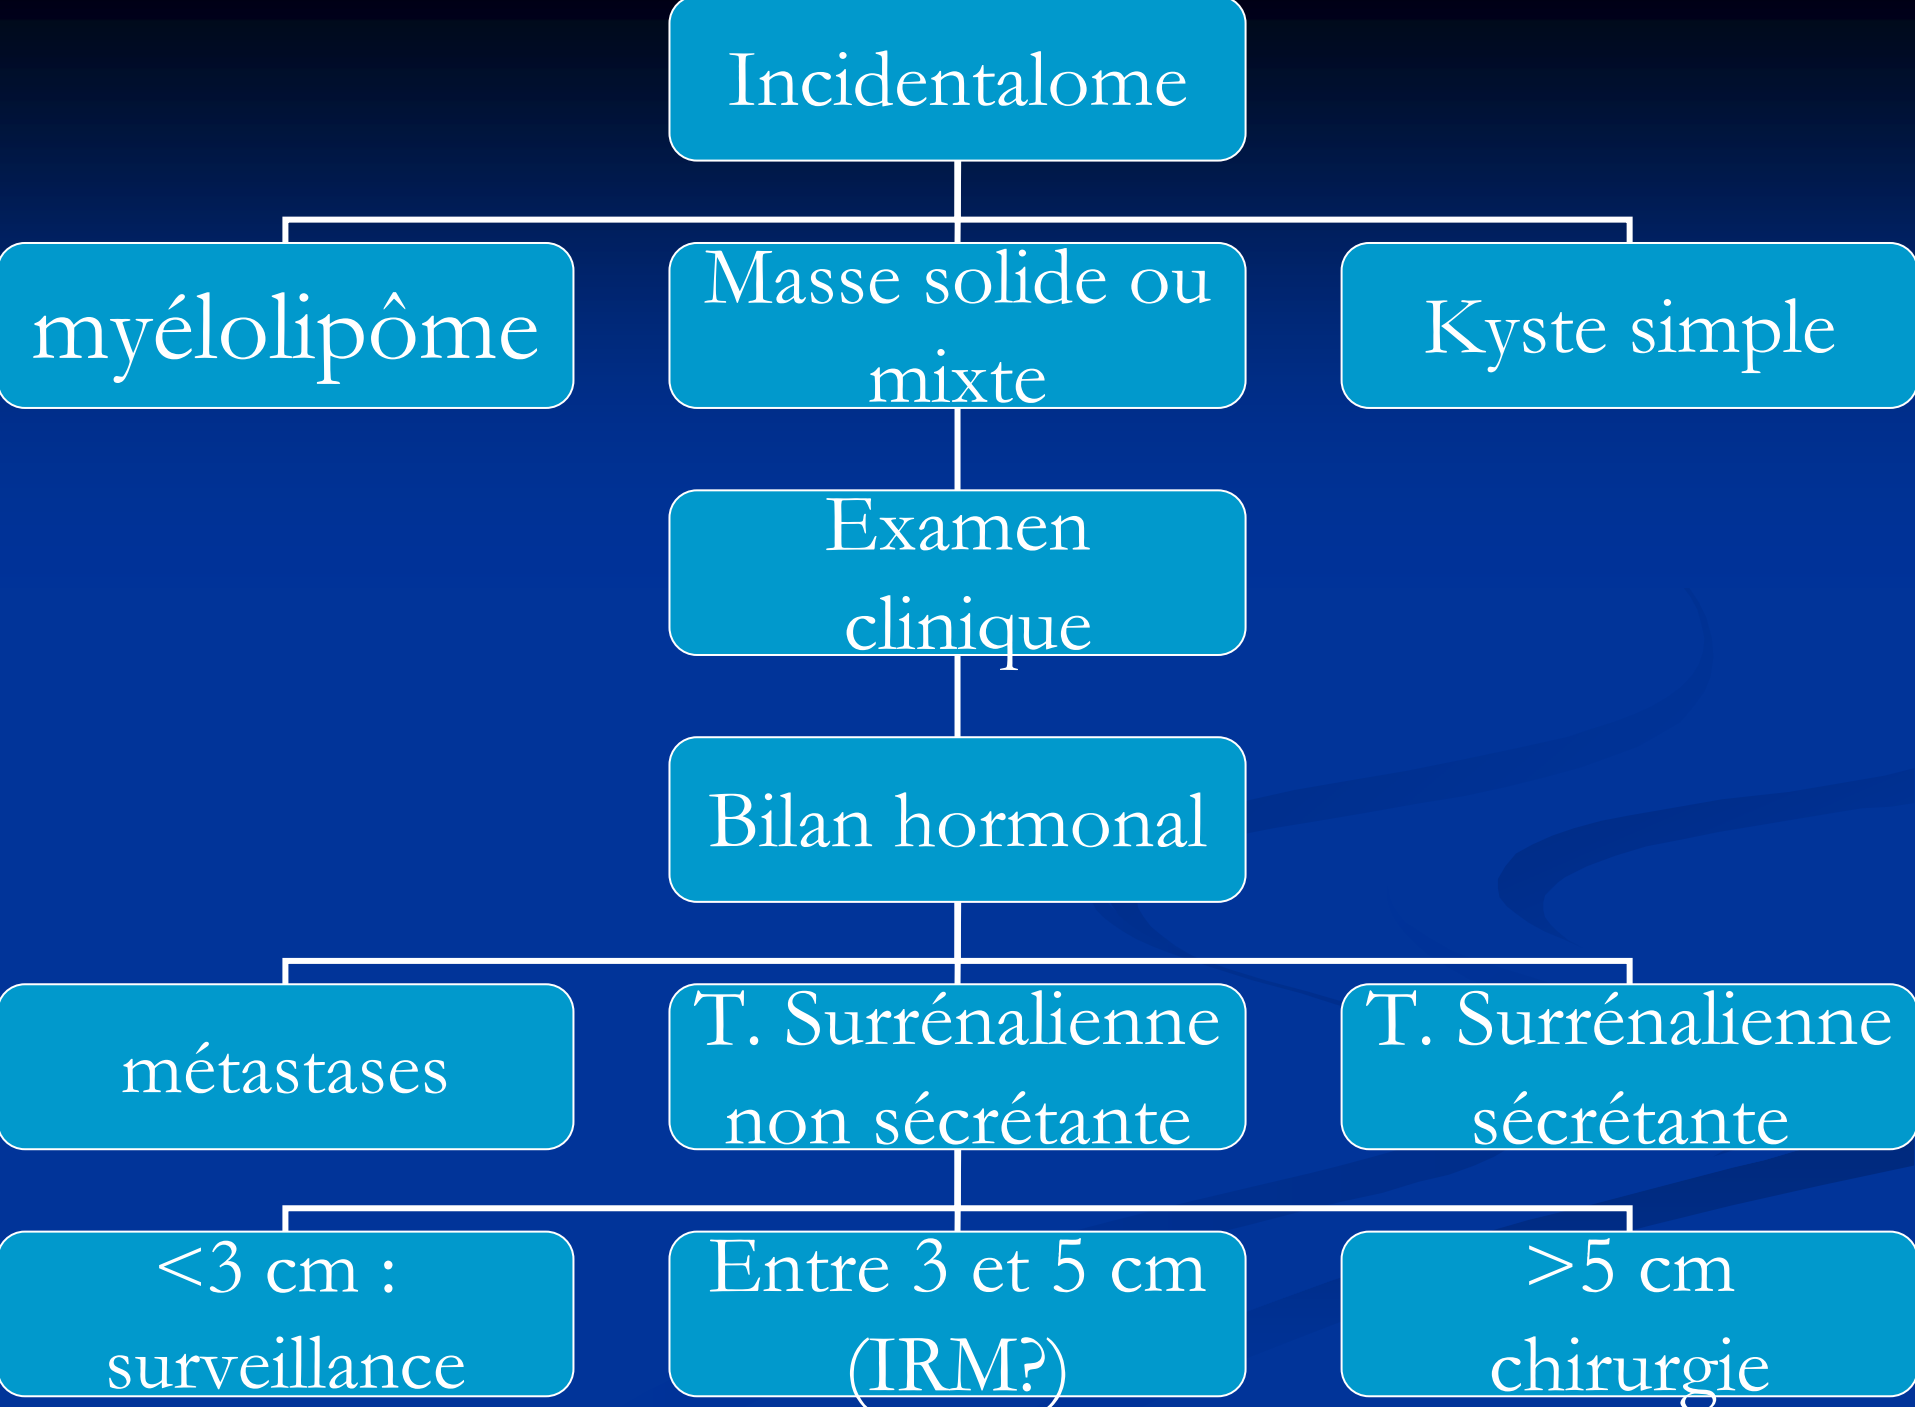 Incidentalome
myélolipôme
Masse solide ou
mixte
Kyste simple
Examen
clinique
Bilan hormonal
métastases
T. Surrénalienne
non sécrétante
T. Surrénalienne
sécrétante
<3 cm :
surveillance
Entre 3 et 5 cm
(IRM?)
>5 cm
chirurgie